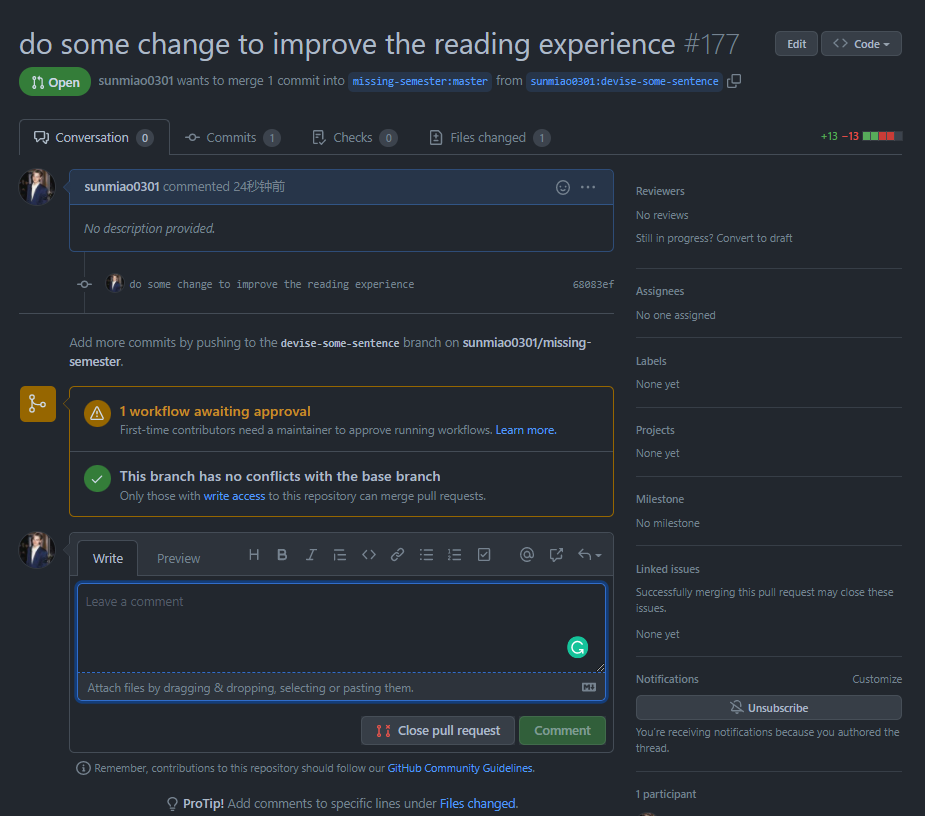 do some change to improve the reading experience #177
Edit
<> Code
Open
sunmiao0301 wants to merge 1 commit into missing-semester:master from sunmiao0301:devise-some-sentence
Conversation 0
Commits 1
Checks 0
Files changed 1
+13 −13
sunmiao0301 commented 24秒钟前
No description provided.
do some change to improve the reading experience
68083ef
Add more commits by pushing to the devise-some-sentence branch on sunmiao0301/missing-
semester.
1 workflow awaiting approval
First-time contributors need a maintainer to approve running workflows. Learn more.
This branch has no conflicts with the base branch
Only those with write access to this repository can merge pull requests.
Write
Preview
Leave a comment
Attach files by dragging & dropping, selecting or pasting them.
Close pull request
Comment
Remember, contributions to this repository should follow our GitHub Community Guidelines.
ProTip! Add comments to specific lines under Files changed.
Reviewers
No reviews
Still in progress? Convert to draft
Assignees
No one assigned
Labels
None yet
Projects
None yet
Milestone
No milestone
Linked issues
Successfully merging this pull request may close these
issues.
None yet
Notifications
Customize
Unsubscribe
You're receiving notifications because you authored the
thread.
1 participant